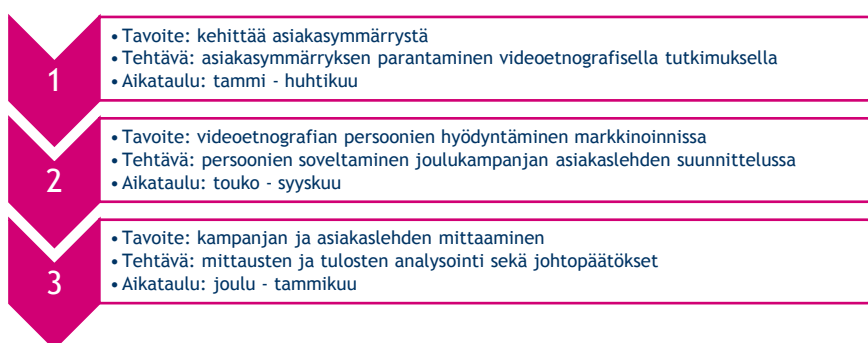 1
• Tavoite: kehittää asiakasymmärrystä
• Tehtävä: asiakasymmärryksen parantaminen videoetnografisella tutkimuksella
• Aikataulu: tammi - huhtikuu
2
• Tavoite: videoetnografian persoonien hyödyntäminen markkinoinnissa
• Tehtävä: persoonien soveltaminen joulukampanjan asiakaslehden suunnittelussa
• Aikataulu: touko - syyskuu
3
• Tavoite: kampanjan ja asiakaslehden mittaaminen
• Tehtävä: mittausten ja tulosten analysointi sekä johtopäätökset
• Aikataulu: joulu - tammikuu